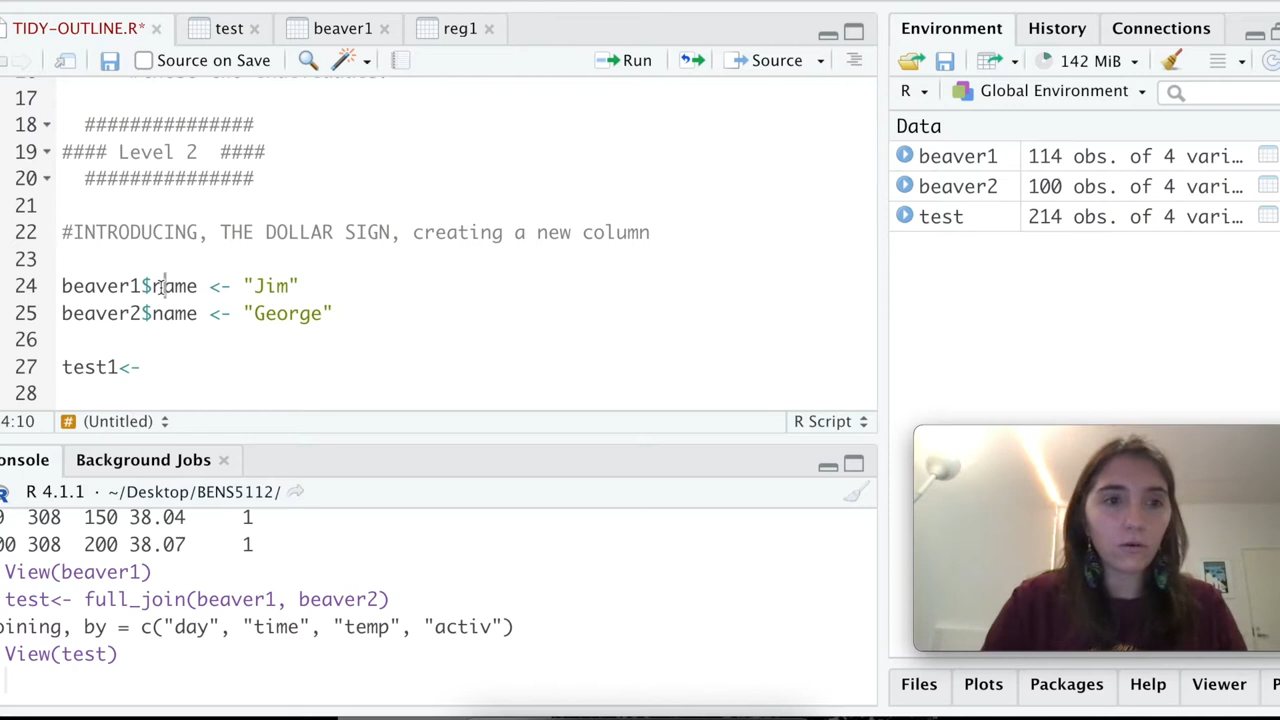 TIDY-OUTLINE.R* × test × beaver1 × reg1 ×
Source on Save Run Source
17
18 ###############
19 #### Level 2 ####
20 ###############
21
22 #INTRODUCING, THE DOLLAR SIGN, creating a new column
23
24 beaver1$name <- "Jim"
25 beaver2$name <- "George"
26
27 test1<-
28
4:10 # (Untitled) R Script
onsole Background Jobs ×
R 4.1.1 · ~/Desktop/BENS5112/
9 308 150 38.04 1
00 308 200 38.07 1
View(beaver1)
test<- full_join(beaver1, beaver2)
oining, by = c("day", "time", "temp", "activ")
View(test)
Environment History Connections
142 MiB
R Global Environment
Data
beaver1 114 obs. of 4 vari…
beaver2 100 obs. of 4 vari…
test 214 obs. of 4 vari…
Files Plots Packages Help Viewer P